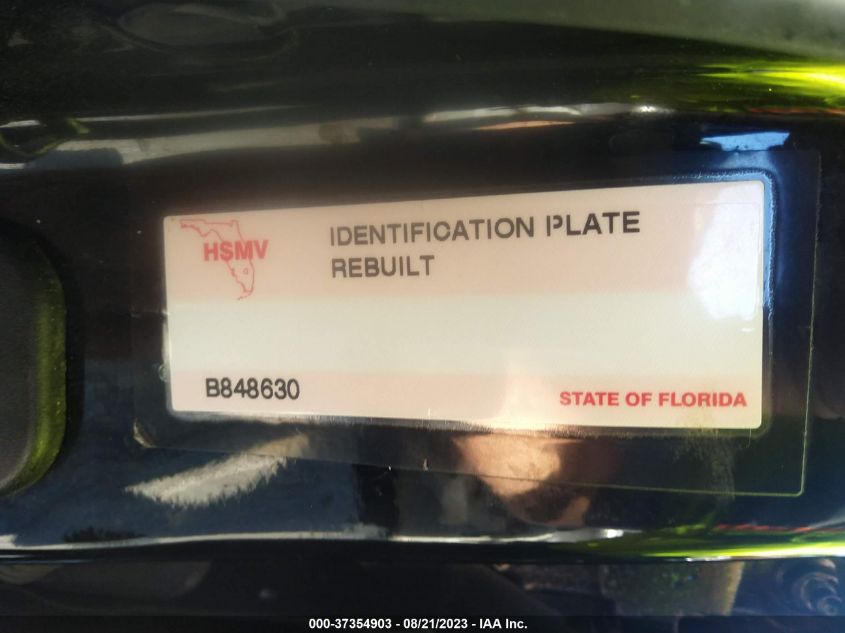 HSMV
IDENTIFICATION PLATE
REBUILT
B848630
STATE OF FLORIDA
000-37354903 - 08/21/2023 - IAA Inc.